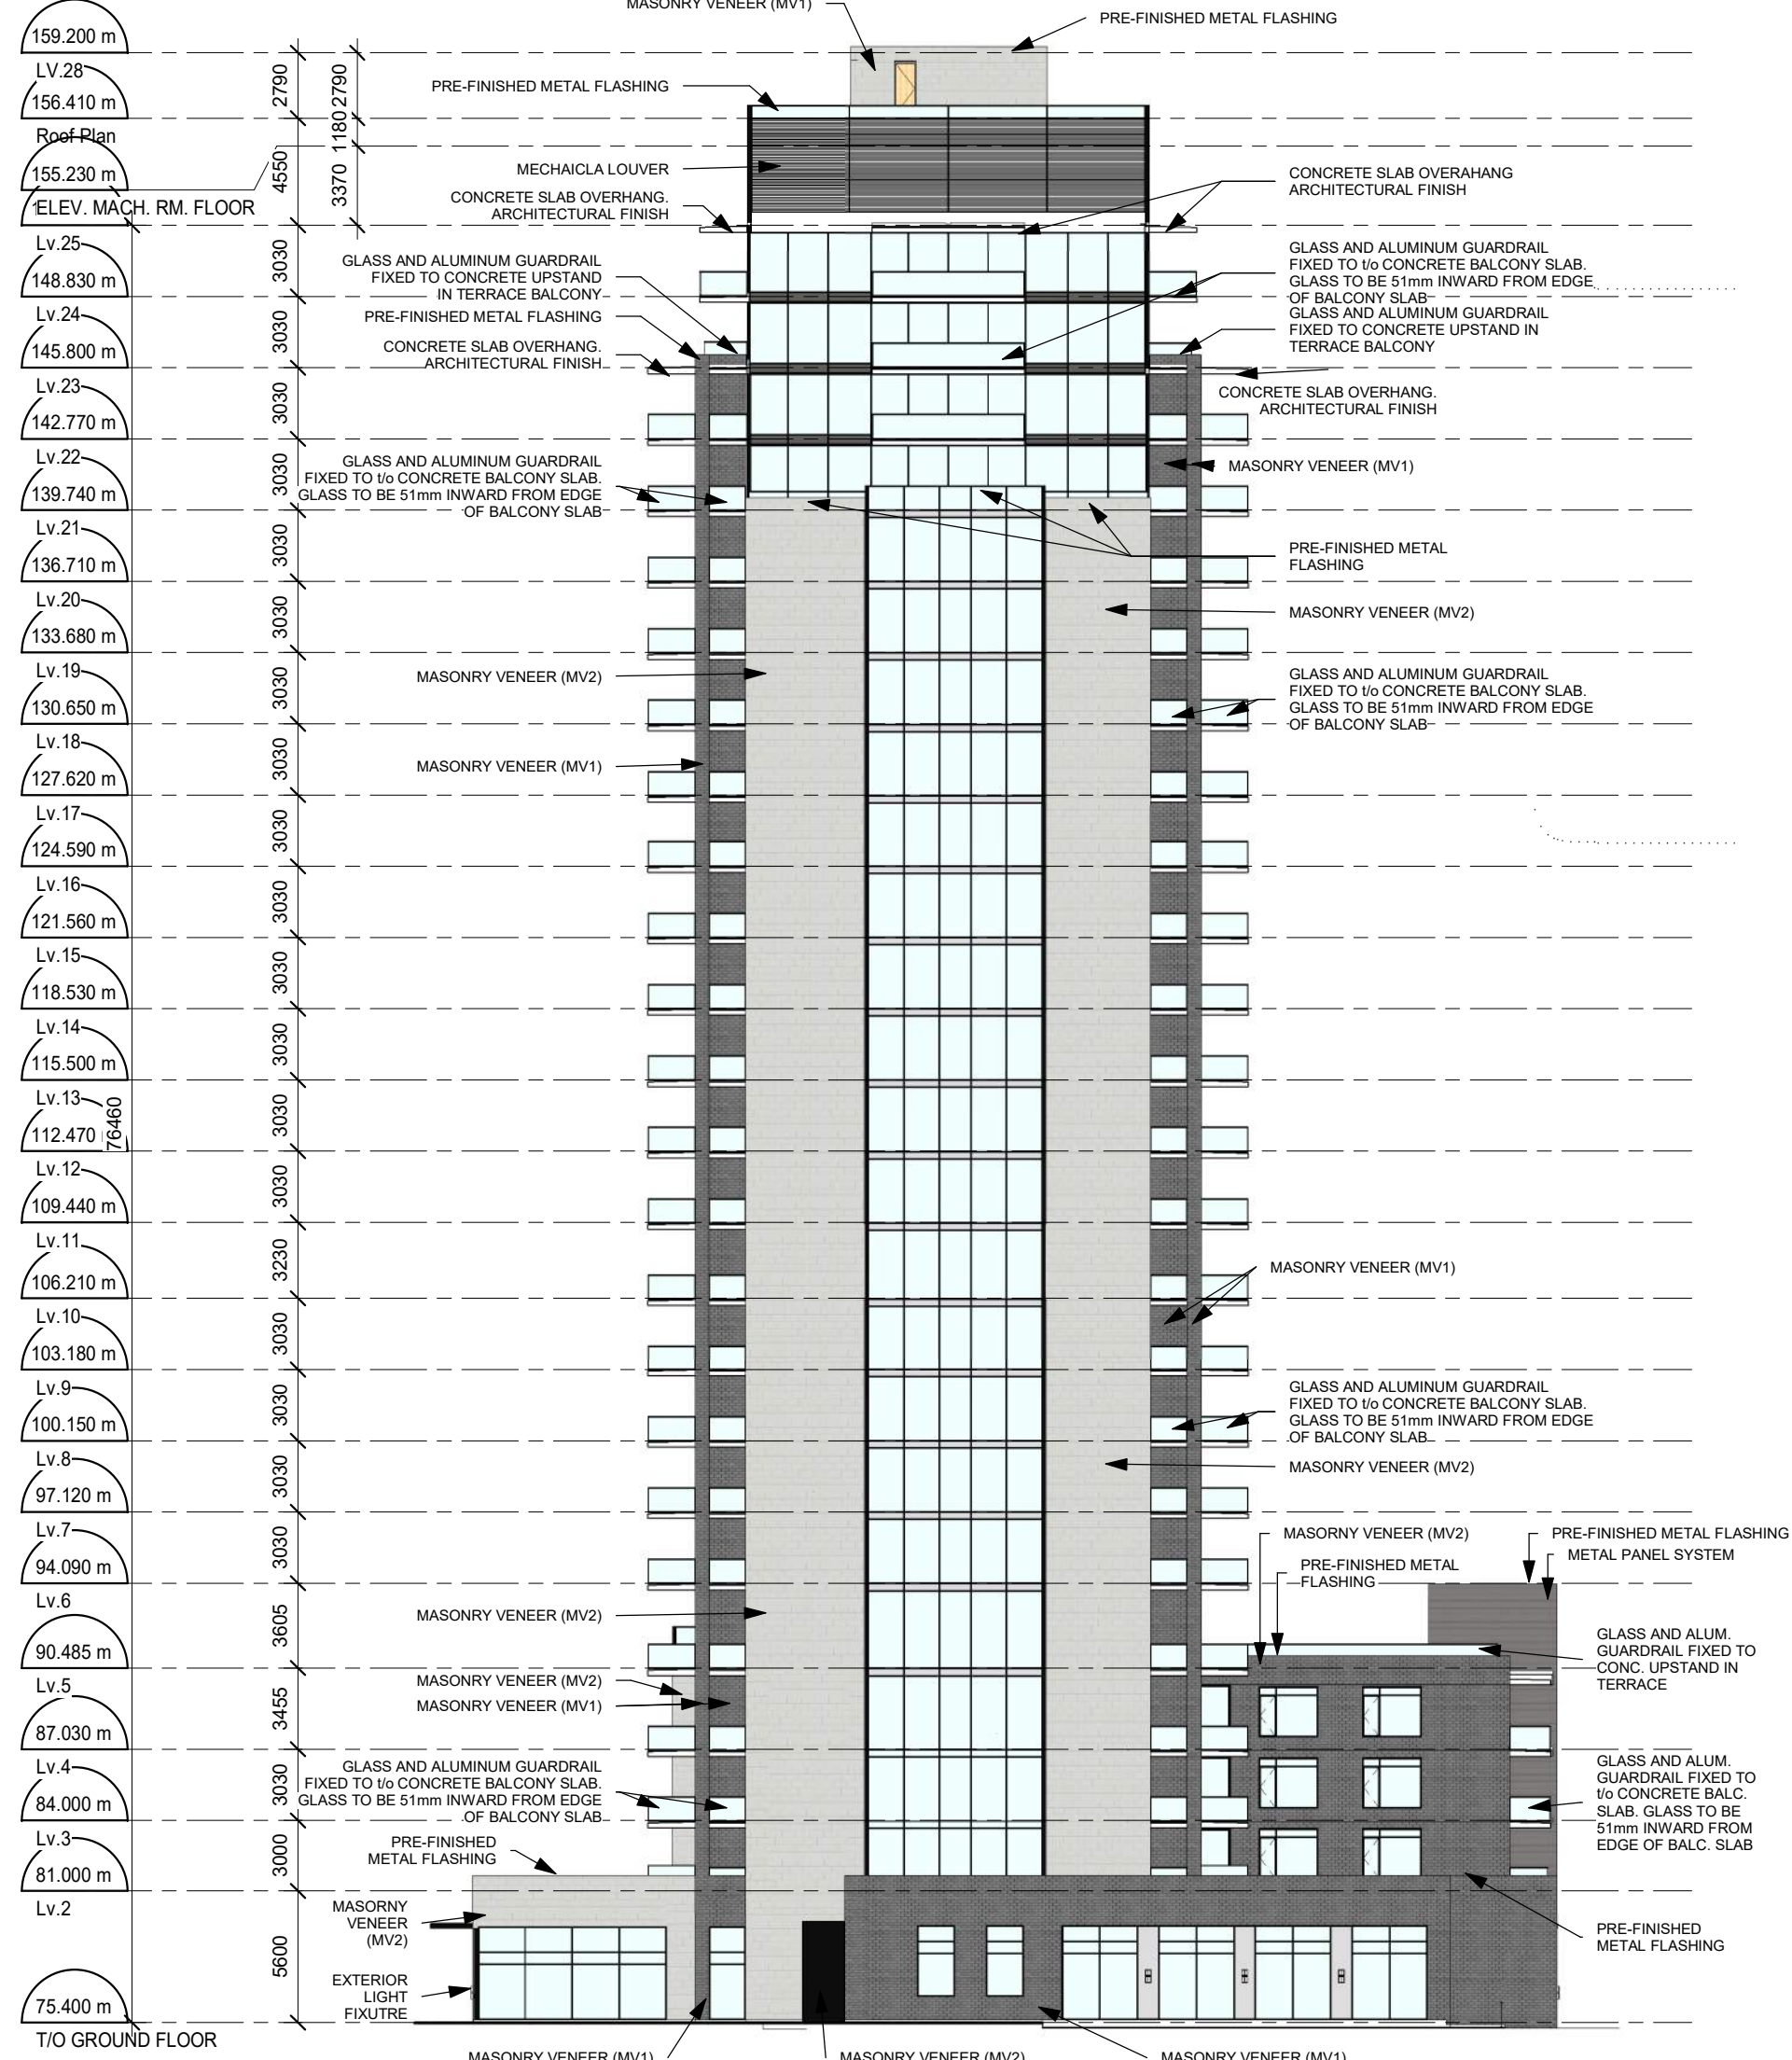 MASONRY VENEER (MV1)
PRE-FINISHED METAL FLASHING
159.200 m
LV.28
156.410 m
Roof Plan
155.230 m
ELEV. MACH. RM. FLOOR
Lv.25
148.830 m
Lv.24
145.800 m
Lv.23
142.770 m
Lv.22
139.740 m
Lv.21
136.710 m
Lv.20
133.680 m
Lv.19
130.650 m
Lv.18
127.620 m
Lv.17
124.590 m
Lv.16
121.560 m
Lv.15
118.530 m
Lv.14
115.500 m
Lv.13
112.470
Lv.12
109.440 m
Lv.11
106.210 m
Lv.10
103.180 m
Lv.9
100.150 m
Lv.8
97.120 m
Lv.7
94.090 m
Lv.6
90.485 m
Lv.5
87.030 m
Lv.4
84.000 m
Lv.3
81.000 m
Lv.2
75.400 m
T/O GROUND FLOOR
76460
2790
4550
3030
3030
3030
3030
3030
3030
3030
3030
3030
3030
3030
3030
3030
3030
3230
3030
3030
3030
3030
3605
3455
3030
3000
5600
2790
1180
3370
PRE-FINISHED METAL FLASHING
MECHAICLA LOUVER
CONCRETE SLAB OVERHANG.
ARCHITECTURAL FINISH
GLASS AND ALUMINUM GUARDRAIL
FIXED TO CONCRETE UPSTAND
IN TERRACE BALCONY
PRE-FINISHED METAL FLASHING
CONCRETE SLAB OVERHANG.
ARCHITECTURAL FINISH
GLASS AND ALUMINUM GUARDRAIL
FIXED TO t/o CONCRETE BALCONY SLAB.
GLASS TO BE 51mm INWARD FROM EDGE
OF BALCONY SLAB
MASONRY VENEER (MV2)
MASONRY VENEER (MV1)
MASONRY VENEER (MV2)
MASONRY VENEER (MV2)
MASONRY VENEER (MV1)
GLASS AND ALUMINUM GUARDRAIL
FIXED TO t/o CONCRETE BALCONY SLAB.
GLASS TO BE 51mm INWARD FROM EDGE
OF BALCONY SLAB
PRE-FINISHED
METAL FLASHING
MASORNY
VENEER
(MV2)
EXTERIOR
LIGHT
FIXUTRE
CONCRETE SLAB OVERAHANG
ARCHITECTURAL FINISH
GLASS AND ALUMINUM GUARDRAIL
FIXED TO t/o CONCRETE BALCONY SLAB.
GLASS TO BE 51mm INWARD FROM EDGE
OF BALCONY SLAB
GLASS AND ALUMINUM GUARDRAIL
FIXED TO CONCRETE UPSTAND IN
TERRACE BALCONY
CONCRETE SLAB OVERHANG.
ARCHITECTURAL FINISH
MASONRY VENEER (MV1)
PRE-FINISHED METAL
FLASHING
MASONRY VENEER (MV2)
GLASS AND ALUMINUM GUARDRAIL
FIXED TO t/o CONCRETE BALCONY SLAB.
GLASS TO BE 51mm INWARD FROM EDGE
OF BALCONY SLAB
MASONRY VENEER (MV1)
GLASS AND ALUMINUM GUARDRAIL
FIXED TO t/o CONCRETE BALCONY SLAB.
GLASS TO BE 51mm INWARD FROM EDGE
OF BALCONY SLAB
MASONRY VENEER (MV2)
MASORNY VENEER (MV2)
PRE-FINISHED METAL FLASHING
METAL PANEL SYSTEM
PRE-FINISHED METAL
FLASHING
GLASS AND ALUM.
GUARDRAIL FIXED TO
CONC. UPSTAND IN
TERRACE
GLASS AND ALUM.
GUARDRAIL FIXED TO
t/o CONCRETE BALC.
SLAB. GLASS TO BE
51mm INWARD FROM
EDGE OF BALC. SLAB
PRE-FINISHED
METAL FLASHING
MASONRY VENEER (MV1)
MASONRY VENEER (MV2)
MASONRY VENEER (MV1)